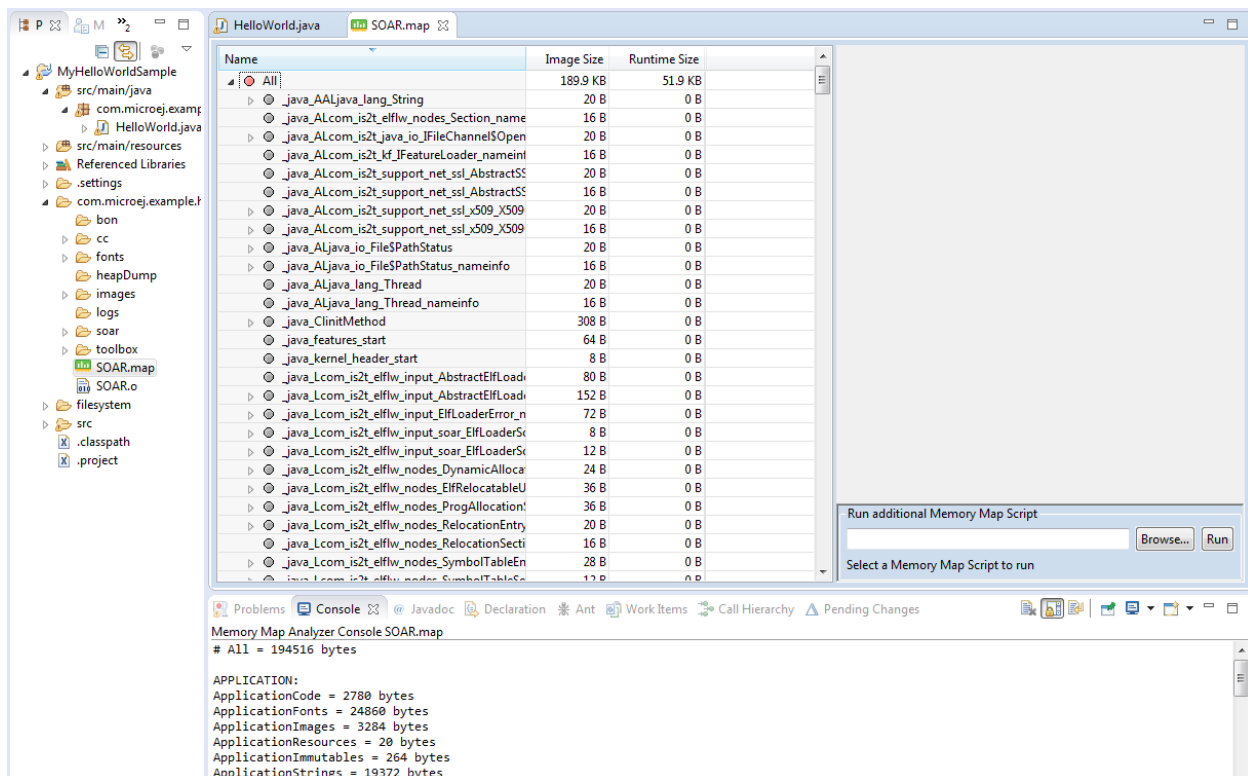 P M »2
MyHelloWorldSample
src/main/java
com.microej.examp
HelloWorld.java
src/main/resources
Referenced Libraries
.settings
com.microej.example.h
bon
cc
fonts
heapDump
images
logs
soar
toolbox
SOAR.map
SOAR.o
filesystem
src
.classpath
.project
HelloWorld.java SOAR.map
Name Image Size Runtime Size
All 189.9 KB 51.9 KB
_java_AALjava_lang_String 20 B 0 B
_java_ALcom_is2t_elflw_nodes_Section_name 16 B 0 B
_java_ALcom_is2t_java_io_IFileChannel$Open 20 B 0 B
_java_ALcom_is2t_kf_IFeatureLoader_nameinf 16 B 0 B
_java_ALcom_is2t_support_net_ssl_AbstractSS 20 B 0 B
_java_ALcom_is2t_support_net_ssl_AbstractSS 16 B 0 B
_java_ALcom_is2t_support_net_ssl_x509_X509 20 B 0 B
_java_ALcom_is2t_support_net_ssl_x509_X509 16 B 0 B
_java_ALjava_io_File$PathStatus 20 B 0 B
_java_ALjava_io_File$PathStatus_nameinfo 16 B 0 B
_java_ALjava_lang_Thread 20 B 0 B
_java_ALjava_lang_Thread_nameinfo 16 B 0 B
_java_ClinitMethod 308 B 0 B
_java_features_start 64 B 0 B
_java_kernel_header_start 8 B 0 B
_java_Lcom_is2t_elflw_input_AbstractElfLoad 80 B 0 B
_java_Lcom_is2t_elflw_input_AbstractElfLoad 152 B 0 B
_java_Lcom_is2t_elflw_input_ElfLoaderError_n 72 B 0 B
_java_Lcom_is2t_elflw_input_soar_ElfLoaderSo 8 B 0 B
_java_Lcom_is2t_elflw_input_soar_ElfLoaderSo 12 B 0 B
_java_Lcom_is2t_elflw_nodes_DynamicAlloca 24 B 0 B
_java_Lcom_is2t_elflw_nodes_ElfRelocatableU 36 B 0 B
_java_Lcom_is2t_elflw_nodes_ProgAllocation 36 B 0 B
_java_Lcom_is2t_elflw_nodes_RelocationEntry 20 B 0 B
_java_Lcom_is2t_elflw_nodes_RelocationSecti 16 B 0 B
_java_Lcom_is2t_elflw_nodes_SymbolTableEn 28 B 0 B
_java_Lcom_is2t_elflw_nodes_SymbolTableSe 12 B 0 B
Run additional Memory Map Script
Browse... Run
Select a Memory Map Script to run
Problems Console @ Javadoc Declaration Ant Work Items Call Hierarchy Pending Changes
Memory Map Analyzer Console SOAR.map
# All = 194516 bytes
APPLICATION:
ApplicationCode = 2780 bytes
ApplicationFonts = 24860 bytes
ApplicationImages = 3284 bytes
ApplicationResources = 20 bytes
ApplicationImmutables = 264 bytes
ApplicationStrings = 19372 bytes